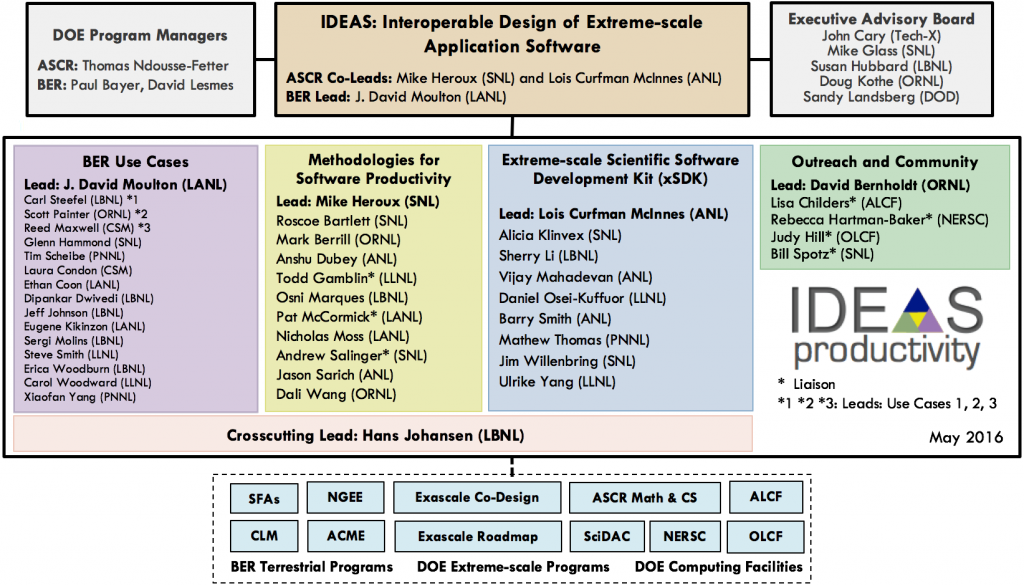 DOE Program Managers
ASCR: Thomas Ndousse-Fetter
BER: Paul Bayer, David Lesmes
IDEAS: Interoperable Design of Extreme-scale
Application Software
ASCR Co-Leads: Mike Heroux (SNL) and Lois Curfman McInnes (ANL)
BER Lead: J. David Moulton (LANL)
Executive Advisory Board
John Cary (Tech-X)
Mike Glass (SNL)
Susan Hubbard (LBNL)
Doug Kothe (ORNL)
Sandy Landsberg (DOD)
BER Use Cases
Lead: J. David Moulton (LANL)
Carl Steefel (LBNL) *1
Scott Painter (ORNL) *2
Reed Maxwell (CSM) *3
Glenn Hammond (SNL)
Tim Scheibe (PNNL)
Laura Condon (CSM)
Ethan Coon (LANL)
Dipankar Dwivedi (LBNL)
Jeff Johnson (LBNL)
Eugene Kikinzon (LANL)
Sergi Molins (LBNL)
Steve Smith (LLNL)
Erica Woodburn (LBNL)
Carol Woodward (LLNL)
Xiaofan Yang (PNNL)
Methodologies for
Software Productivity
Lead: Mike Heroux (SNL)
Roscoe Bartlett (SNL)
Mark Berrill (ORNL)
Anshu Dubey (ANL)
Todd Gamblin* (LLNL)
Osni Marques (LBNL)
Pat McCormick* (LANL)
Nicholas Moss (LANL)
Andrew Salinger* (SNL)
Jason Sarich (ANL)
Dali Wang (ORNL)
Extreme-scale Scientific Software
Development Kit (xSDK)
Lead: Lois Curfman McInnes (ANL)
Alicia Klinvex (SNL)
Sherry Li (LBNL)
Vijay Mahadevan (ANL)
Daniel Osei-Kuffuor (LLNL)
Barry Smith (ANL)
Mathew Thomas (PNNL)
Jim Willenbring (SNL)
Ulrike Yang (LLNL)
Outreach and Community
Lead: David Bernholdt (ORNL)
Lisa Childers* (ALCF)
Rebecca Hartman-Baker* (NERSC)
Judy Hill* (OLCF)
Bill Spotz* (SNL)
IDEAS
productivity
* Liaison
*1 *2 *3: Leads: Use Cases 1, 2, 3
May 2016
Crosscutting Lead: Hans Johansen (LBNL)
SFAs
NGEE
Exascale Co-Design
ASCR Math & CS
ALCF
CLM
ACME
Exascale Roadmap
SciDAC
NERSC
OLCF
BER Terrestrial Programs
DOE Extreme-scale Programs
DOE Computing Facilities